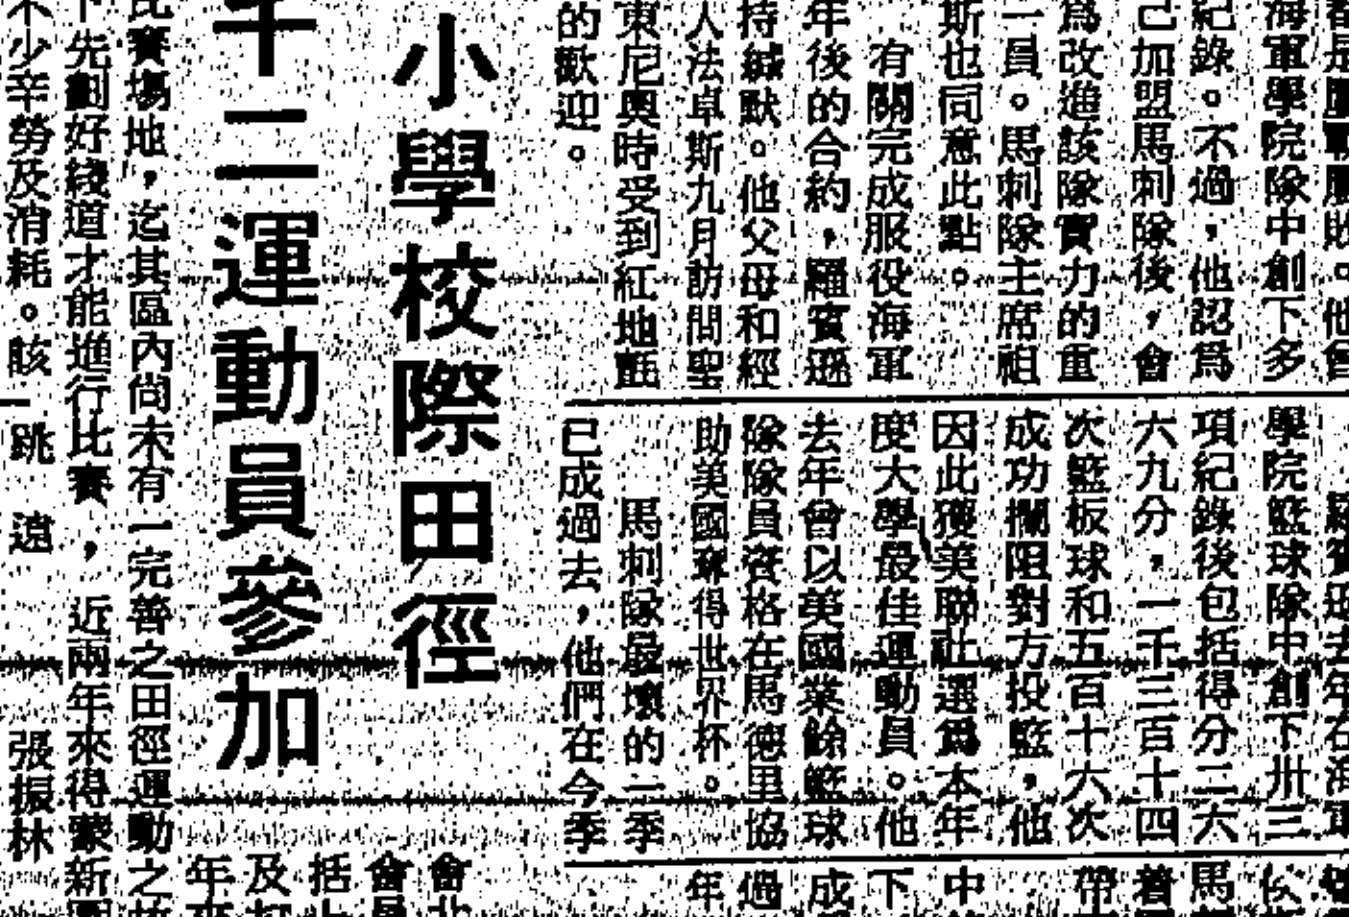 海軍學院隊中創下多
紀錄。不過，他認爲
己加盟馬刺隊後，會
爲改進該隊實力的重
一員。馬刺隊主席祖
斯也同意此點。
有關完成服役海軍
年後的合約，羅賓遜
持緘默。他父母和經
人法卓斯九月訪問聖
東尼奧時受到紅地氈
的歡迎。
學院籃球隊中創下卅三
項紀錄後包括得分二六
六九分，一千三百十四
次籃板球和五百十六次
成功攔阻對方投籃，他
因此獲美聯社選爲本年
度大學最佳運動員。他
去年曾以美國業餘籃球
隊隊員資格在馬德里協
助美國奪得世界杯。
馬刺隊最壞的一季
已成過去，他們在今季
小學校際田徑
千二運動員參加
比賽場地，迄其區內尚未有一完善之田徑運動之
下先劃好綫道才能進行比賽，近兩年來得蒙新
不少辛勞及消耗。該
跳 遠 張振林